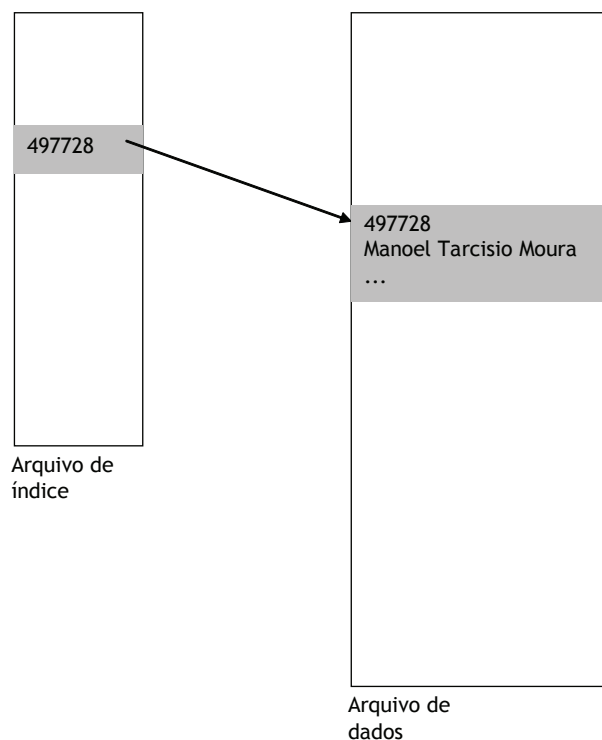 497728
497728
Manoel Tarcisio Moura
...
Arquivo de
índice
Arquivo de
dados